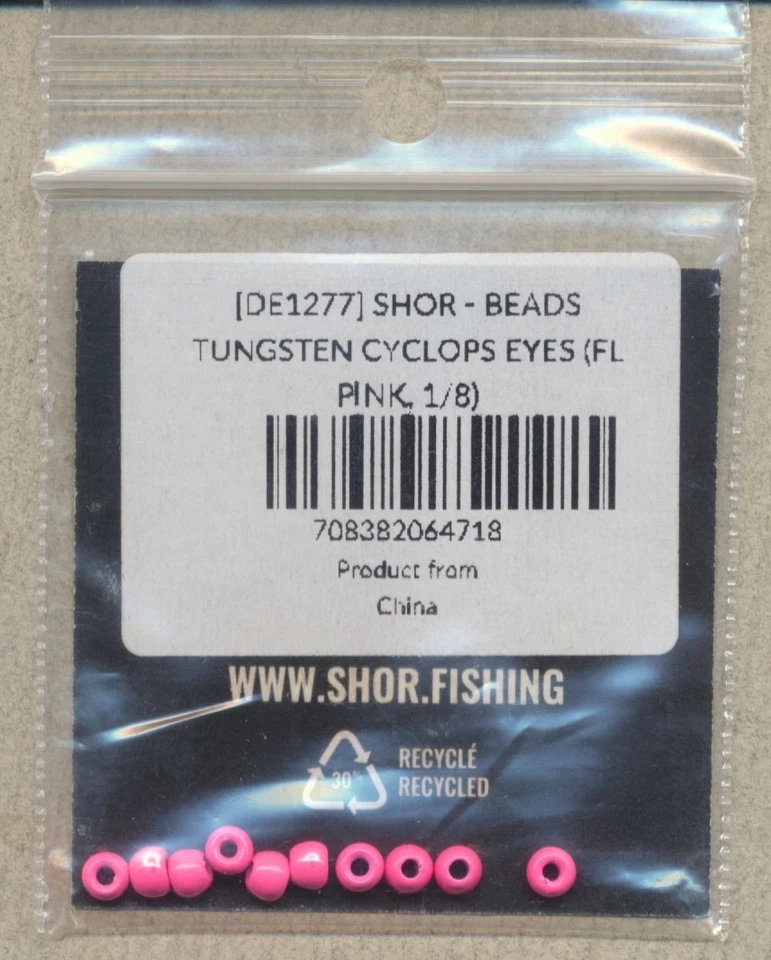 [DE1277] SHOR - BEADS
TUNGSTEN CYCLOPS EYES (FL
PINK, 1/8)
708382064718
Product from
China
WWW.SHOR.FISHING
30%
RECYCLÉ
RECYCLED